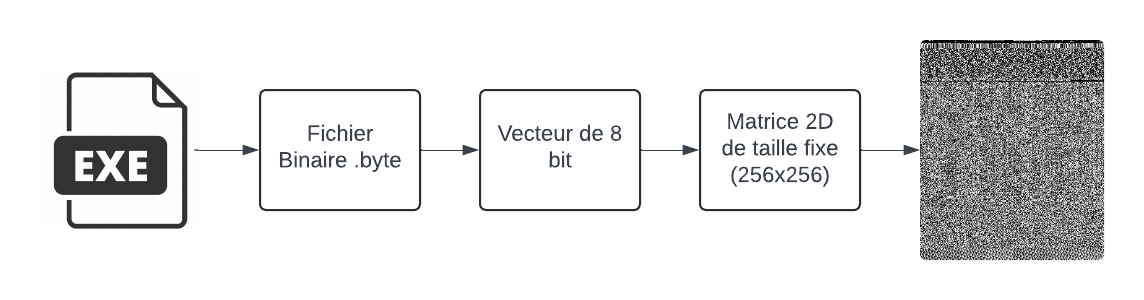 EXE
Fichier
Binaire .byte
Vecteur de 8
bit
Matrice 2D
de taille fixe
(256x256)